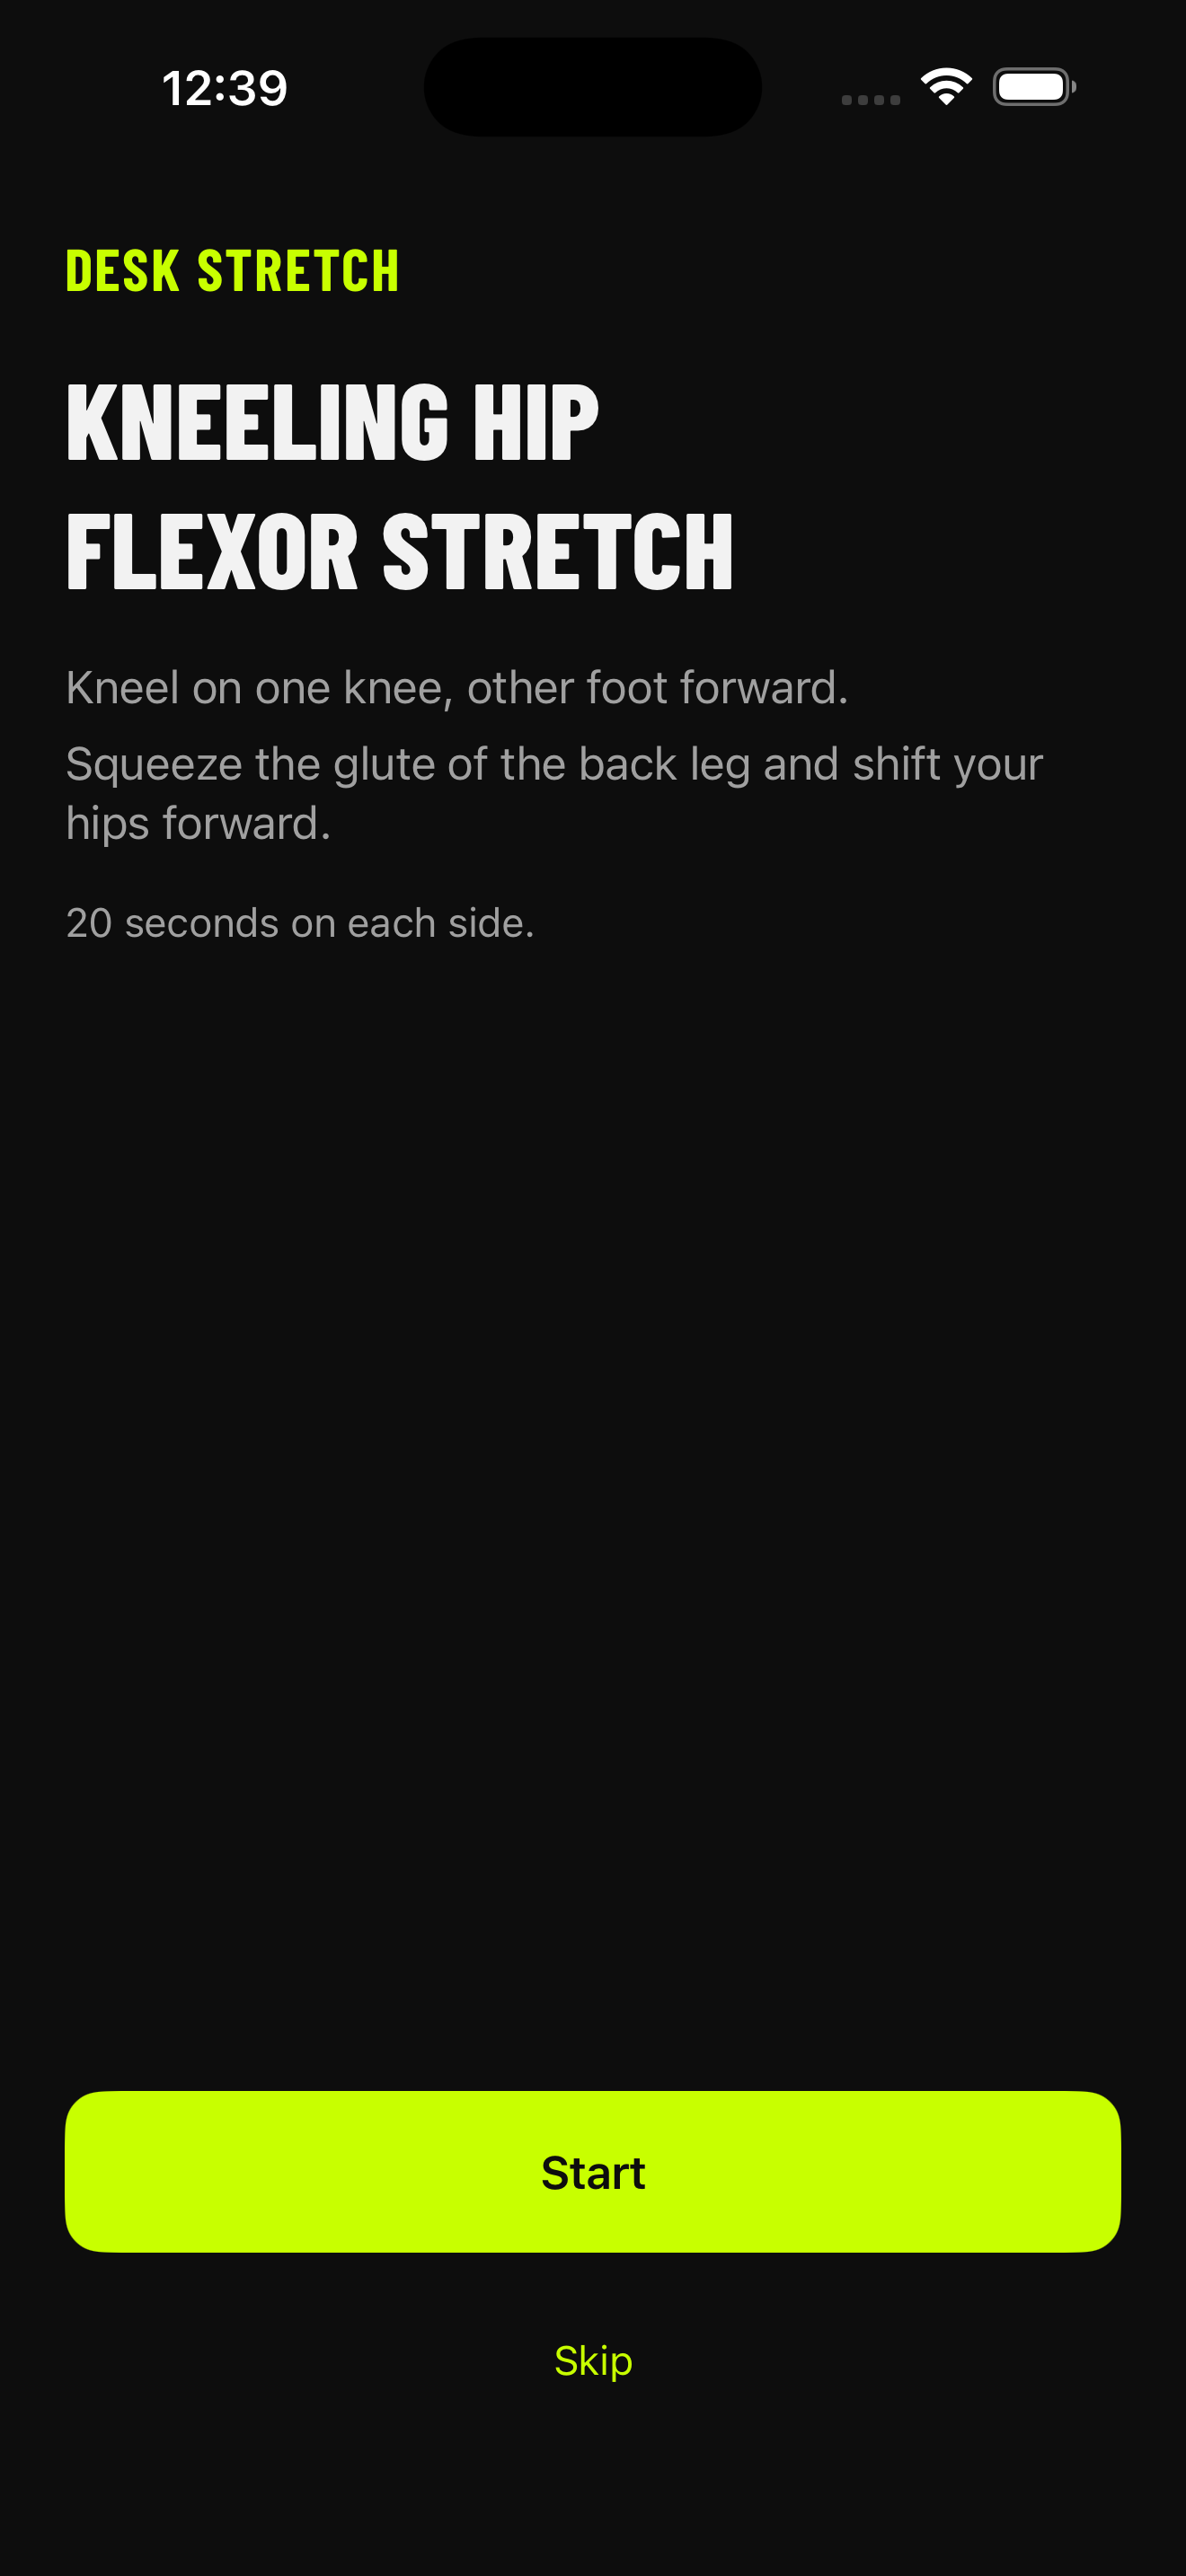 12:39
DESK STRETCH
KNEELING HIP
FLEXOR STRETCH
Kneel on one knee, other foot forward.
Squeeze the glute of the back leg and shift your
hips forward.
20 seconds on each side.
Start
Skip